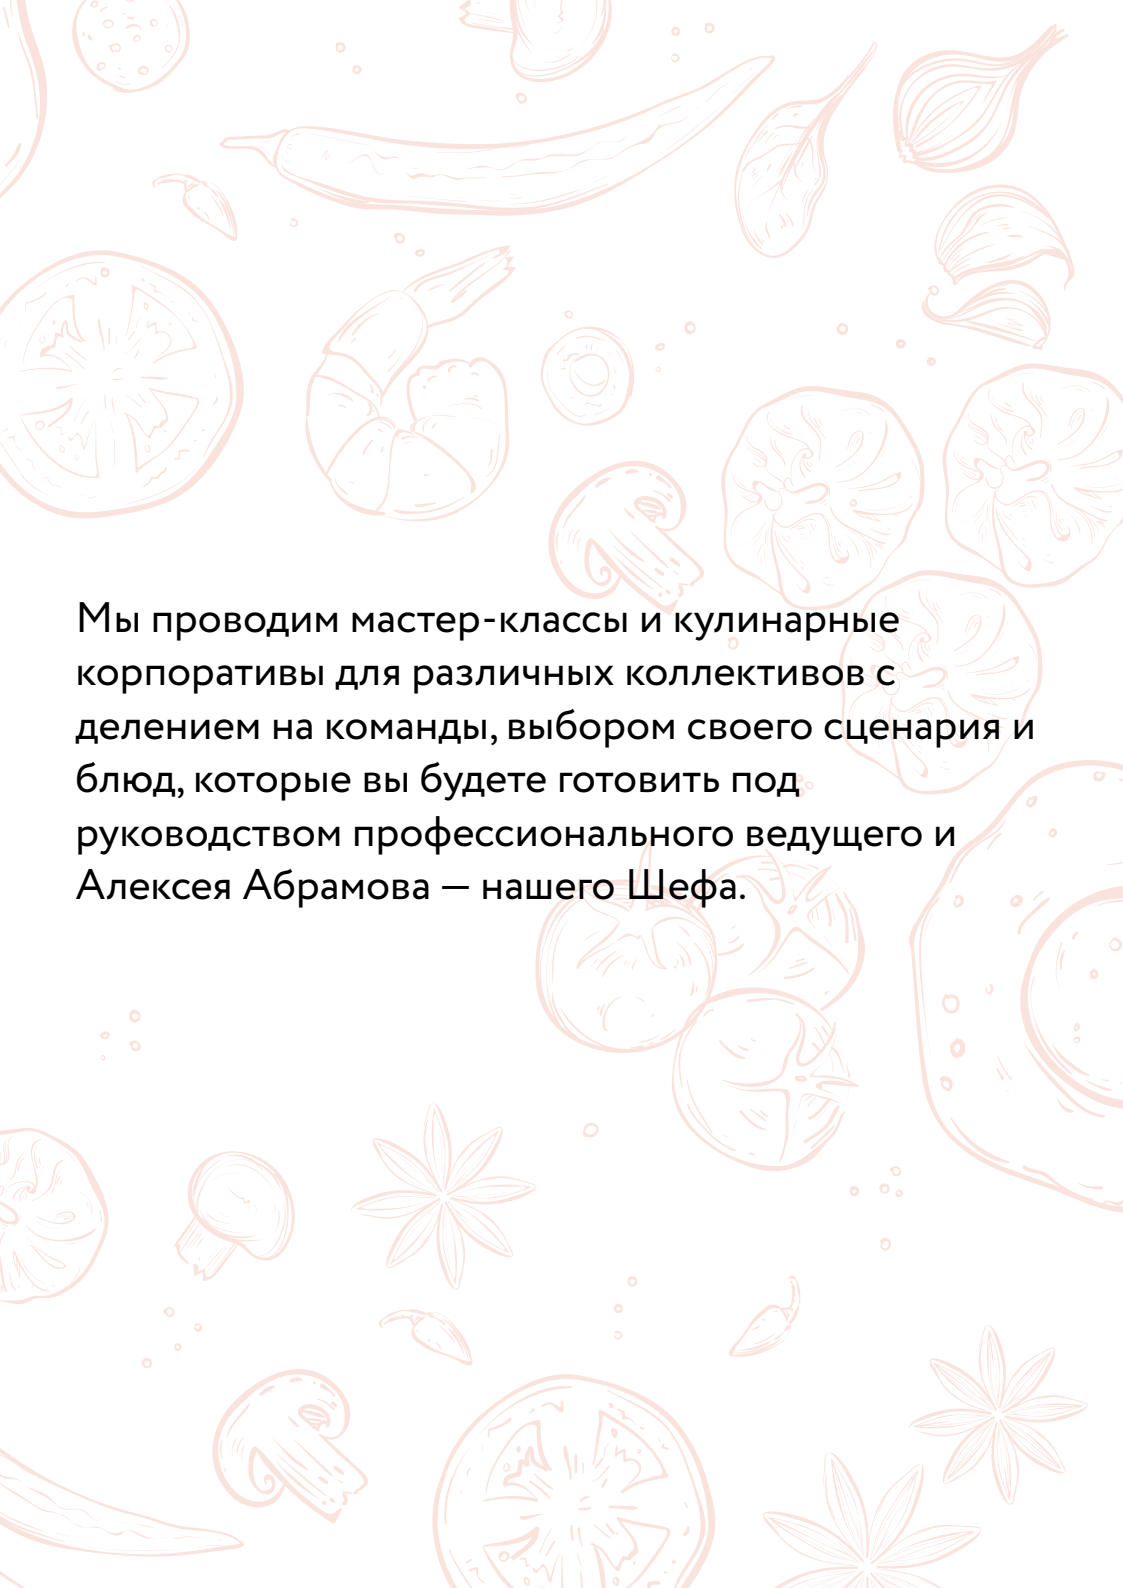 Мы проводим мастер-классы и кулинарные
корпоративы для различных коллективов с
делением на команды, выбором своего сценария и
блюд, которые вы будете готовить под
руководством профессионального ведущего и
Алексея Абрамова — нашего Шефа.